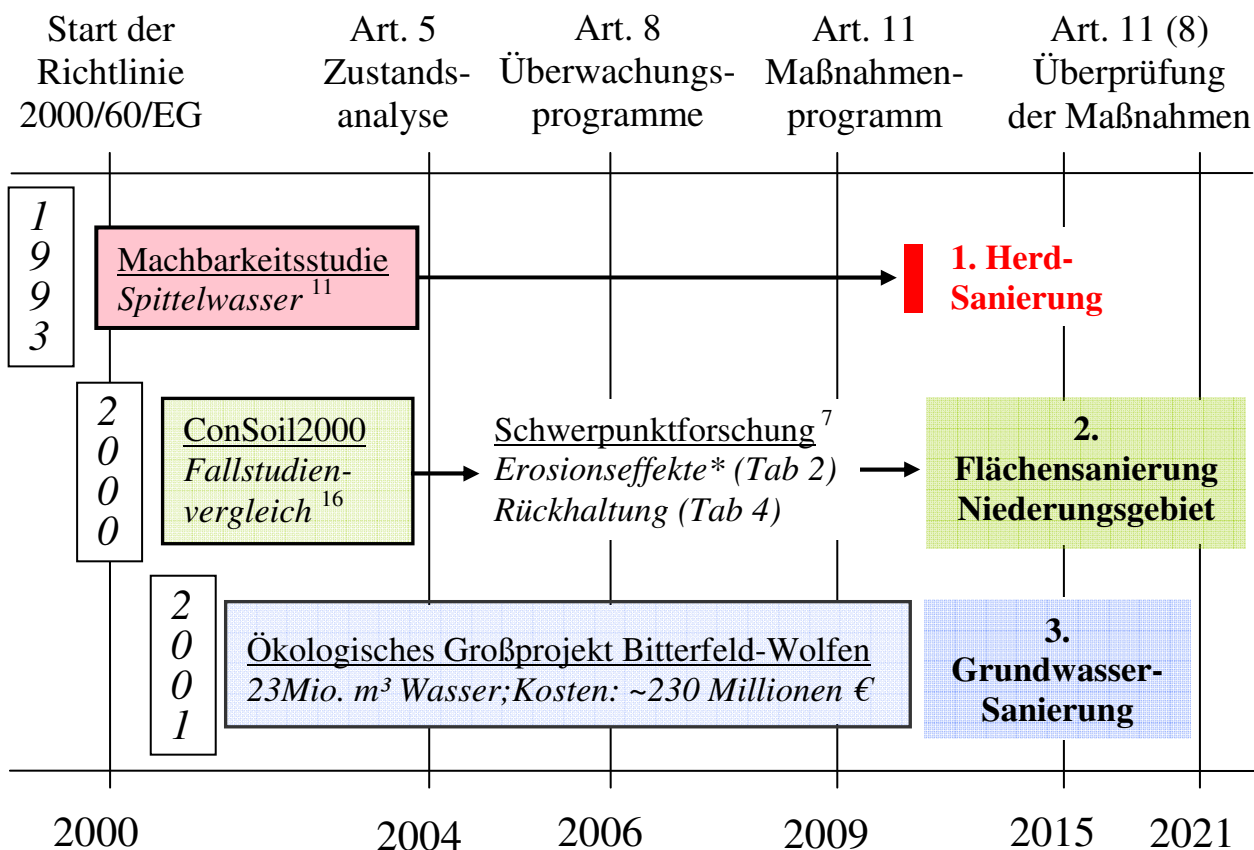 Start der
Richtlinie
2000/60/EG
Art. 5
Zustands-
analyse
Art. 8
Überwachungs-
programme
Art. 11
Maßnahmen-
programm
Art. 11 (8)
Überprüfung
der Maßnahmen
1
9
9
3
Machbarkeitsstudie
Spittelwasser 11
1. Herd-
Sanierung
2
0
0
0
ConSoil2000
Fallstudien-
vergleich 16
Schwerpunktforschung 7
Erosionseffekte* (Tab 2)
Rückhaltung (Tab 4)
2.
Flächensanierung
Niederungsgebiet
2
0
0
1
Ökologisches Großprojekt Bitterfeld-Wolfen
23Mio. m³ Wasser;Kosten: ~230 Millionen €
3.
Grundwasser-
Sanierung
2000 2004 2006 2009 2015 2021